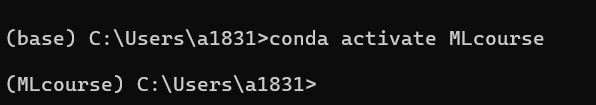 (base) C:\Users\a1831>conda activate MLcourse
(MLcourse) C:\Users\a1831>